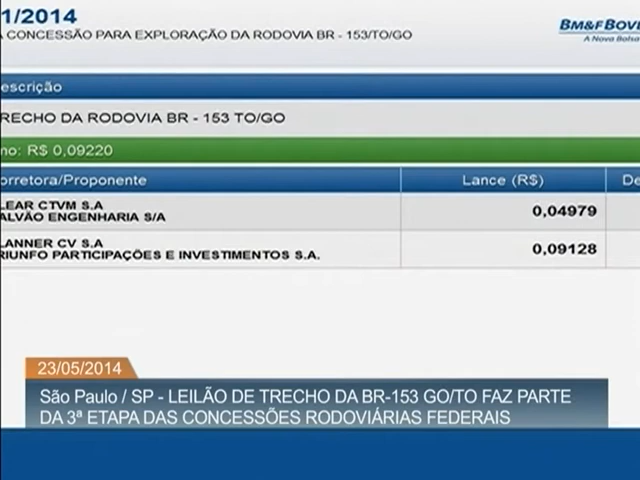 1/2014
A CONCESSÃO PARA EXPLORAÇÃO DA RODOVIA BR - 153/TO/GO
BM&FBOVE
A Nova Bolsa
escrição
RECHO DA RODOVIA BR - 153 TO/GO
mo: R$ 0,09220
orretora/Proponente Lance (R$) De
LEAR CTVM S.A
ALVÃO ENGENHARIA S/A 0,04979
LANNER CV S.A
RIUNFO PARTICIPAÇÕES E INVESTIMENTOS S.A. 0,09128
23/05/2014
São Paulo / SP - LEILÃO DE TRECHO DA BR-153 GO/TO FAZ PARTE
DA 3ª ETAPA DAS CONCESSÕES RODOVIÁRIAS FEDERAIS